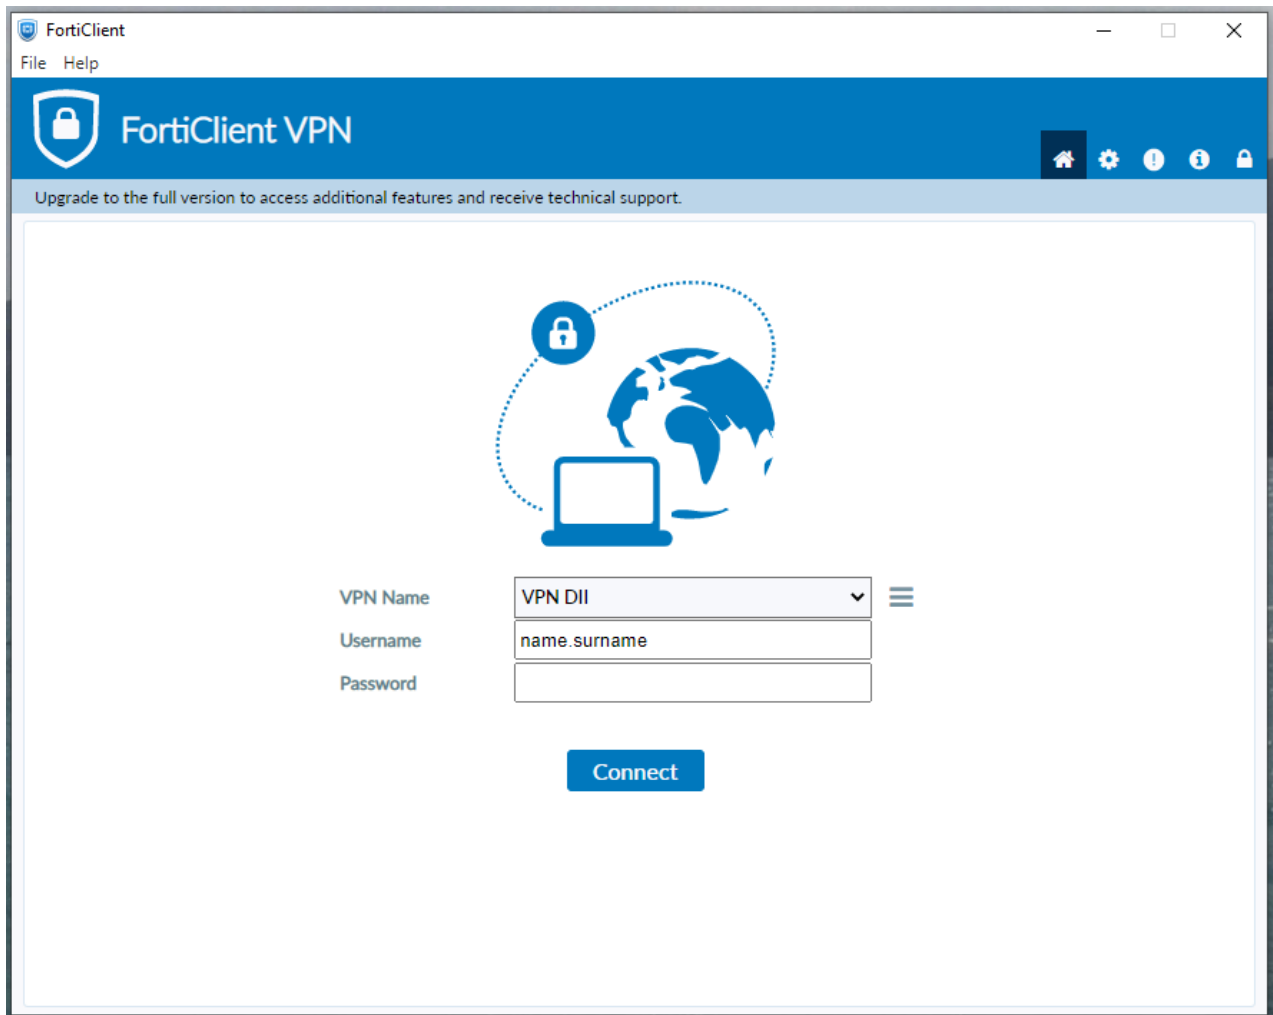 FortiClient
File Help
FortiClient VPN
Upgrade to the full version to access additional features and receive technical support.
VPN Name VPN DII
Username name.surname
Password
Connect